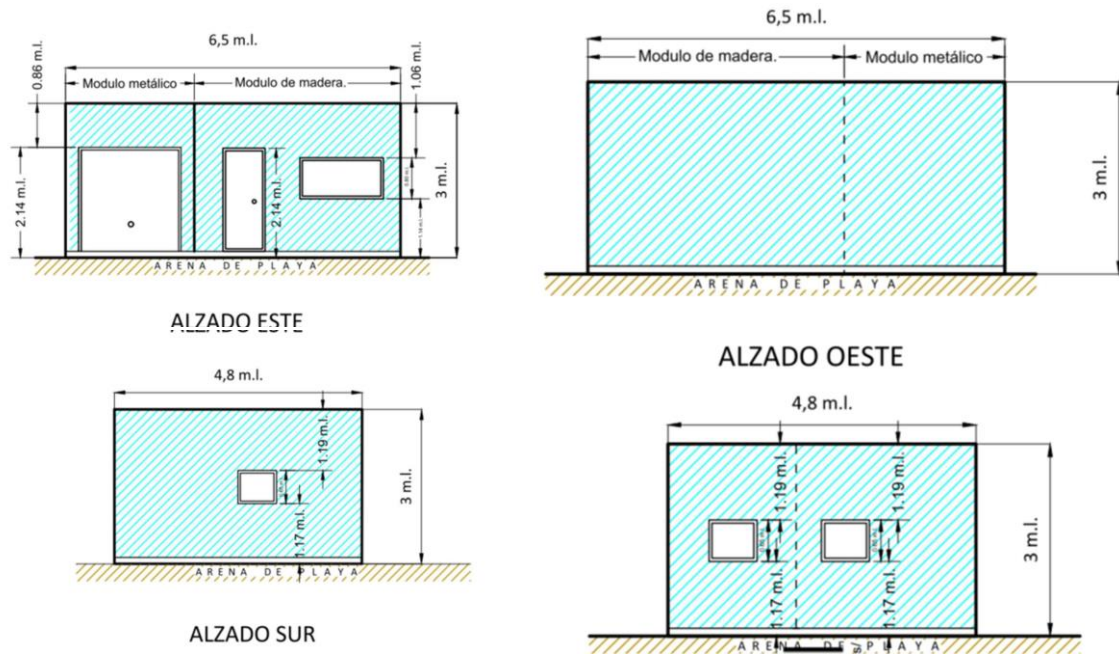 6,5 m.l.
Modulo metálico
Modulo de madera.
0.86 m.l.
1.06 m.l.
2.14 m.l.
2.14 m.l.
3 m.l.
ARENA DE PLAYA
ALZADO ESTE
6,5 m.l.
Modulo de madera.
Modulo metálico
3 m.l.
ARENA DE PLAYA
ALZADO OESTE
4,8 m.l.
1.19 m.l.
1.17 m.l.
3 m.l.
ARENA DE PLAYA
ALZADO SUR
4,8 m.l.
1.19 m.l.
1.19 m.l.
1.17 m.l.
1.17 m.l.
3 m.l.
ARENA DE PLAYA